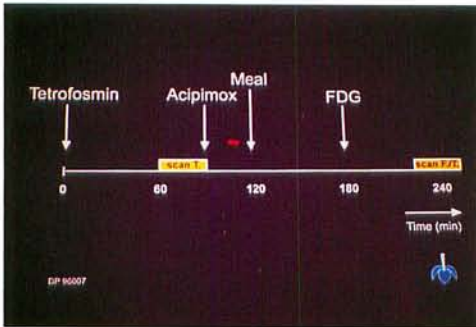 Meal
Tetrofosmin Acipimox FDG
scan T. scan F./T.
0 60 120 180 240
Time (min)
DP 96007